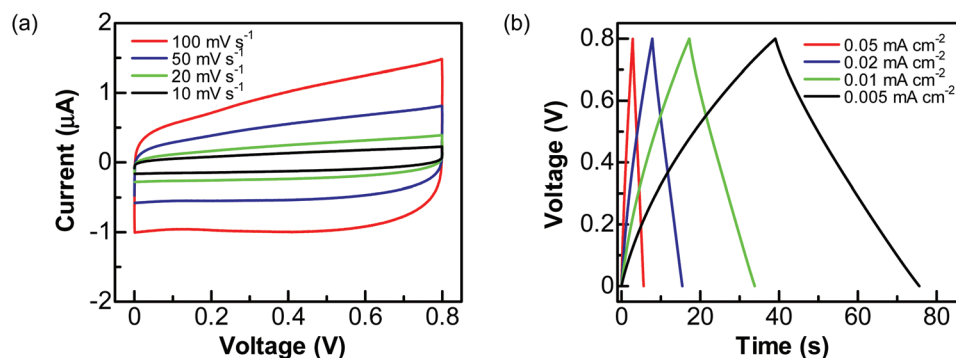 (a)
100 mV s⁻¹
50 mV s⁻¹
20 mV s⁻¹
10 mV s⁻¹
Current (μA)
2
1
0
-1
-2
0
0.2
0.4
0.6
0.8
Voltage (V)
(b)
0.05 mA cm⁻²
0.02 mA cm⁻²
0.01 mA cm⁻²
0.005 mA cm⁻²
Voltage (V)
0.8
0.6
0.4
0.2
0
0
20
40
60
80
Time (s)